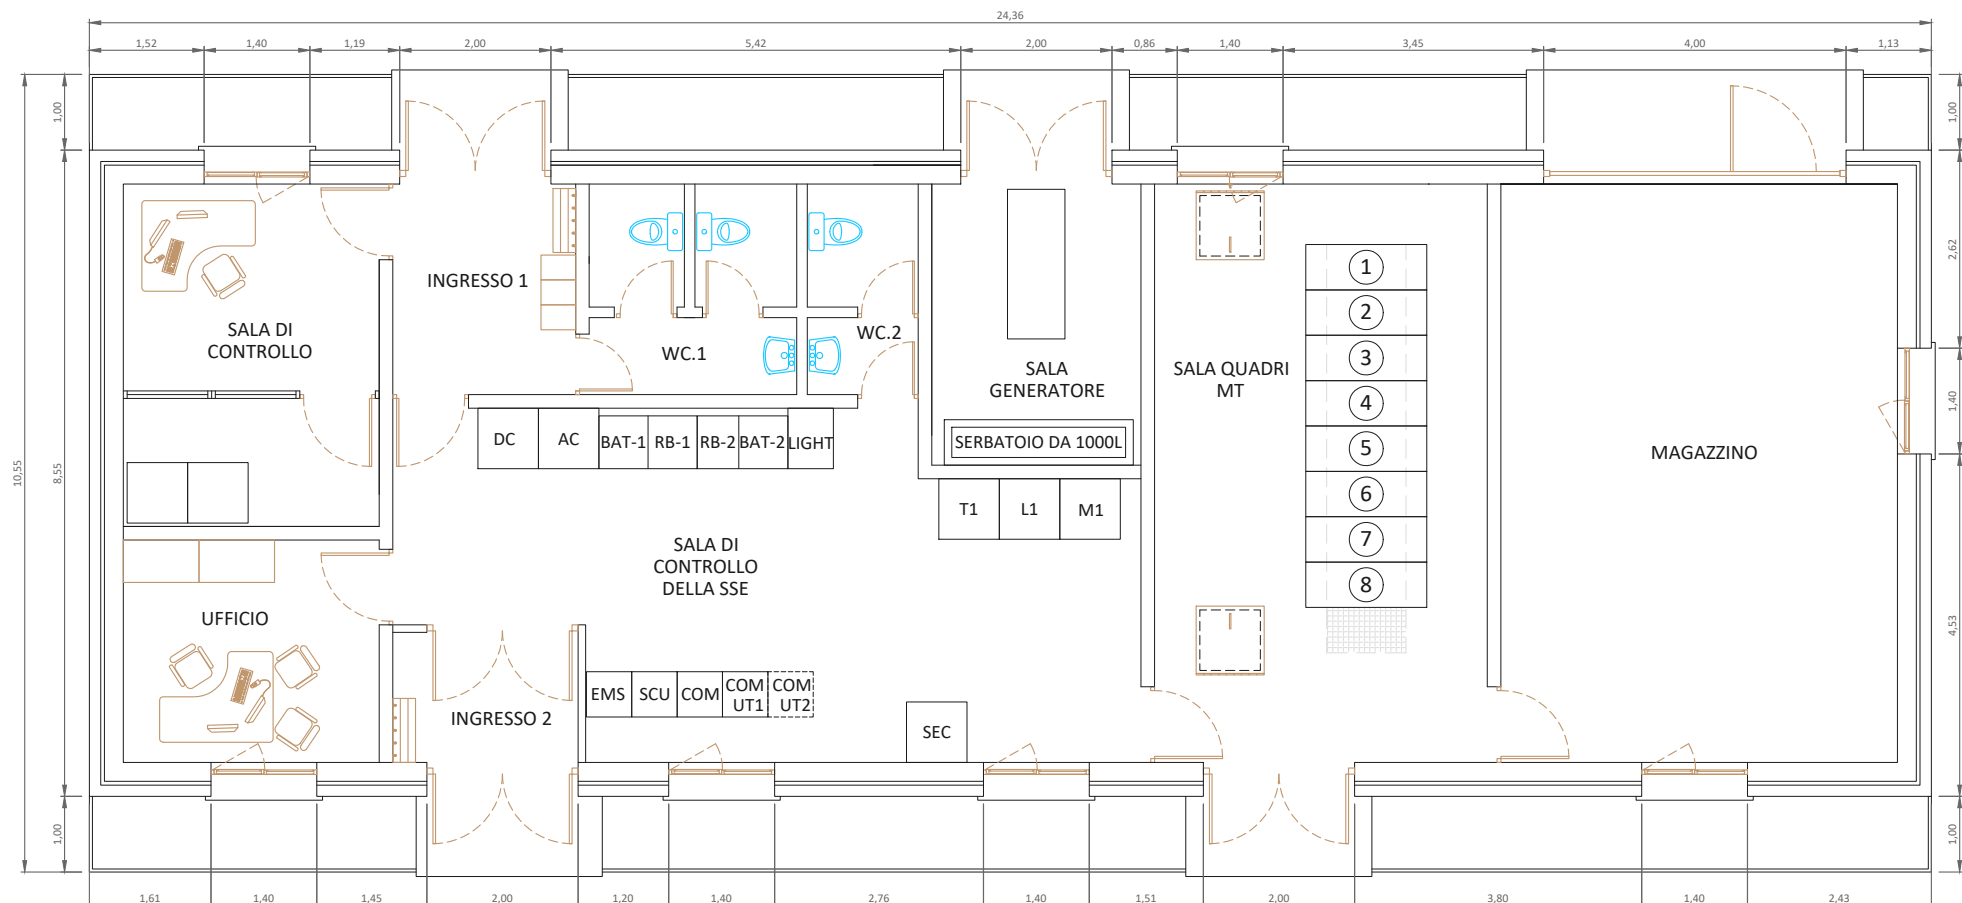 24,36
1,52 1,40 1,19 2,00 5,42 2,00 0,86 1,40 3,45 4,00 1,13
10,55
1,00
8,55
1,00
1,00
2,62
1,40
4,53
1,00
SALA DI
CONTROLLO
INGRESSO 1
WC.1
WC.2
SALA
GENERATORE
SERBATOIO DA 1000L
SALA QUADRI
MT
1
2
3
4
5
6
7
8
MAGAZZINO
DC AC BAT-1 RB-1 RB-2 BAT-2 LIGHT
T1 L1 M1
SALA DI
CONTROLLO
DELLA SSE
UFFICIO
INGRESSO 2
EMS SCU COM
COM
UT1
COM
UT2
SEC
1,61 1,40 1,45 2,00 1,20 1,40 2,76 1,40 1,51 2,00 3,80 1,40 2,43